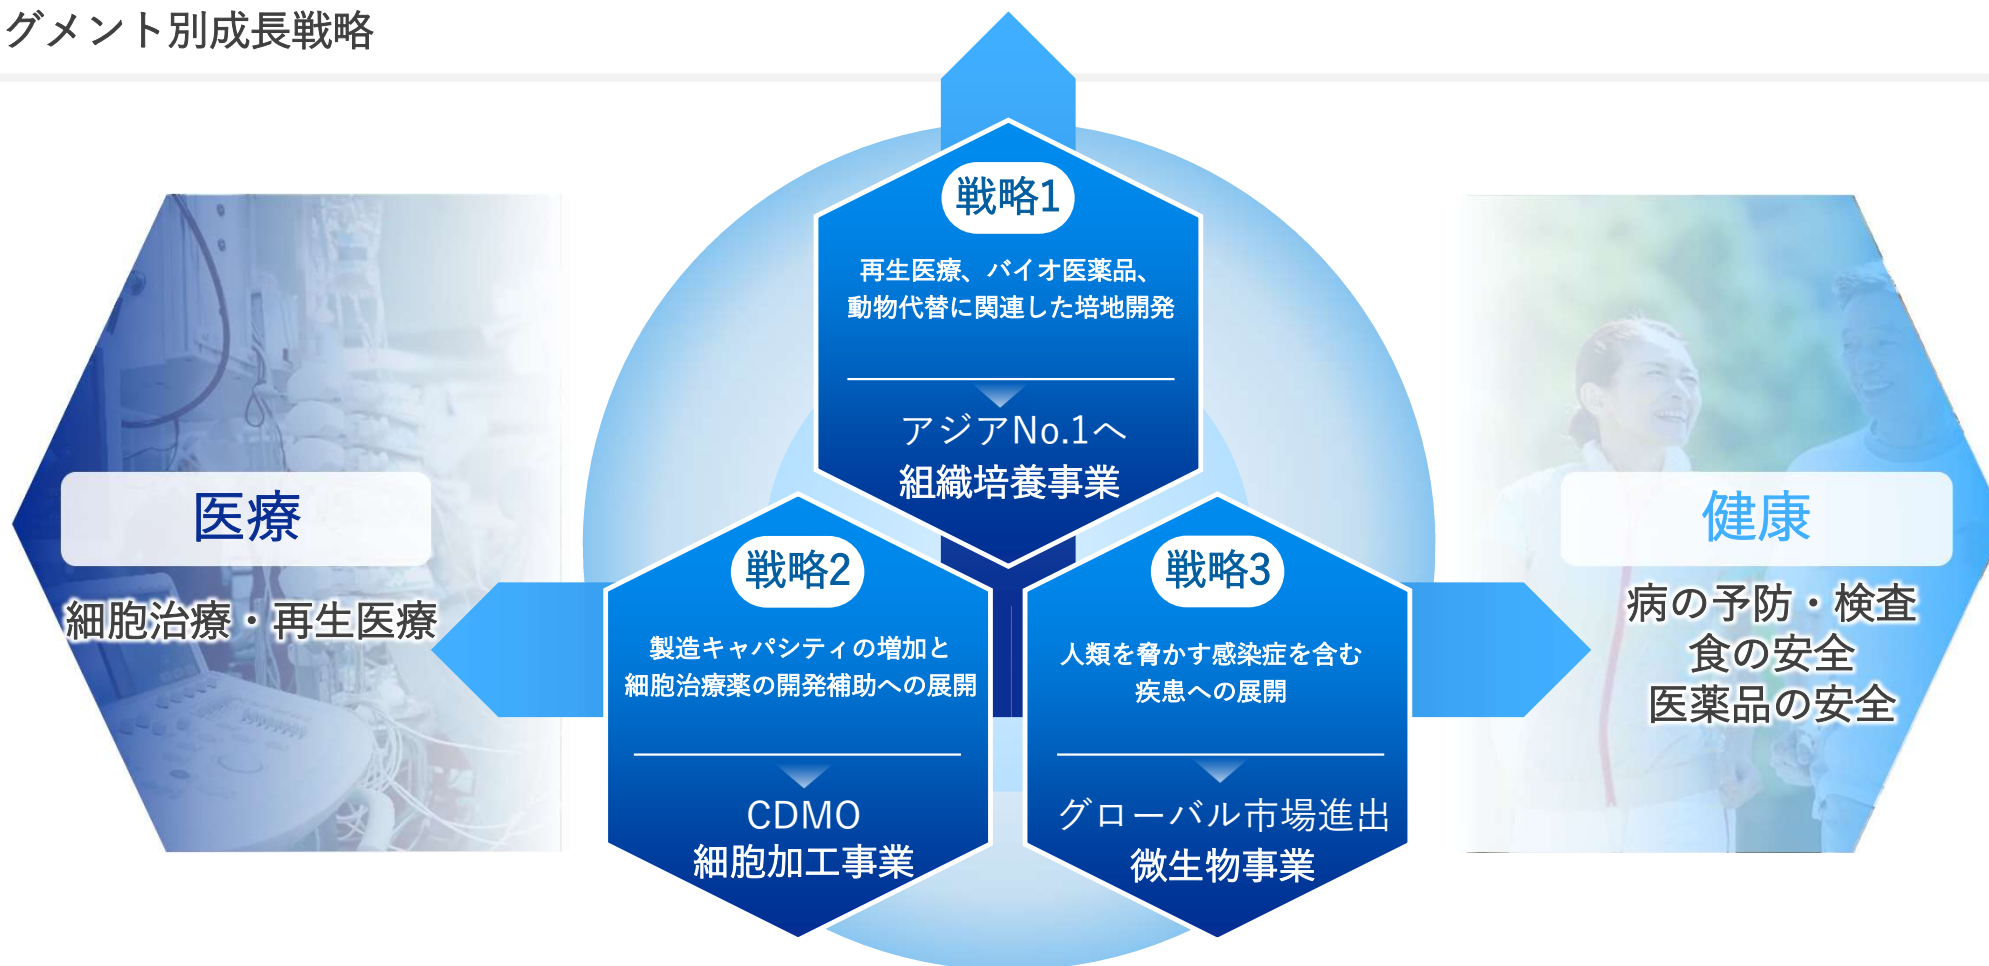 グメント別成長戦略
戦略1
再生医療、バイオ医薬品、
動物代替に関連した培地開発
アジアNo.1へ
組織培養事業
医療
細胞治療・再生医療
戦略2
製造キャパシティの増加と
細胞治療薬の開発補助への展開
CDMO
細胞加工事業
戦略3
人類を脅かす感染症を含む
疾患への展開
グローバル市場進出
微生物事業
健康
病の予防・検査
食の安全
医薬品の安全